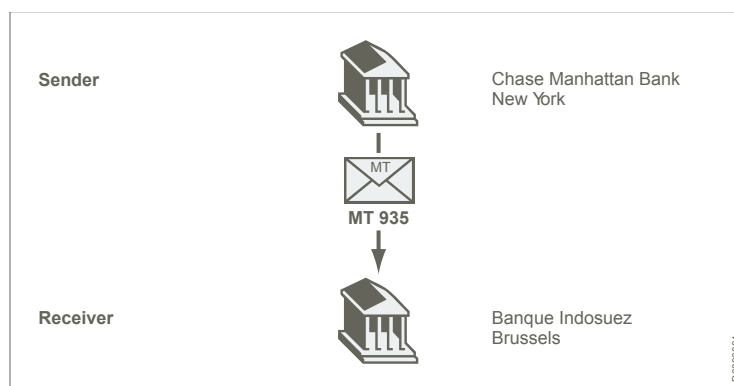 Sender
Chase Manhattan Bank
New York
MT
MT 935
Receiver
Banque Indosuez
Brussels